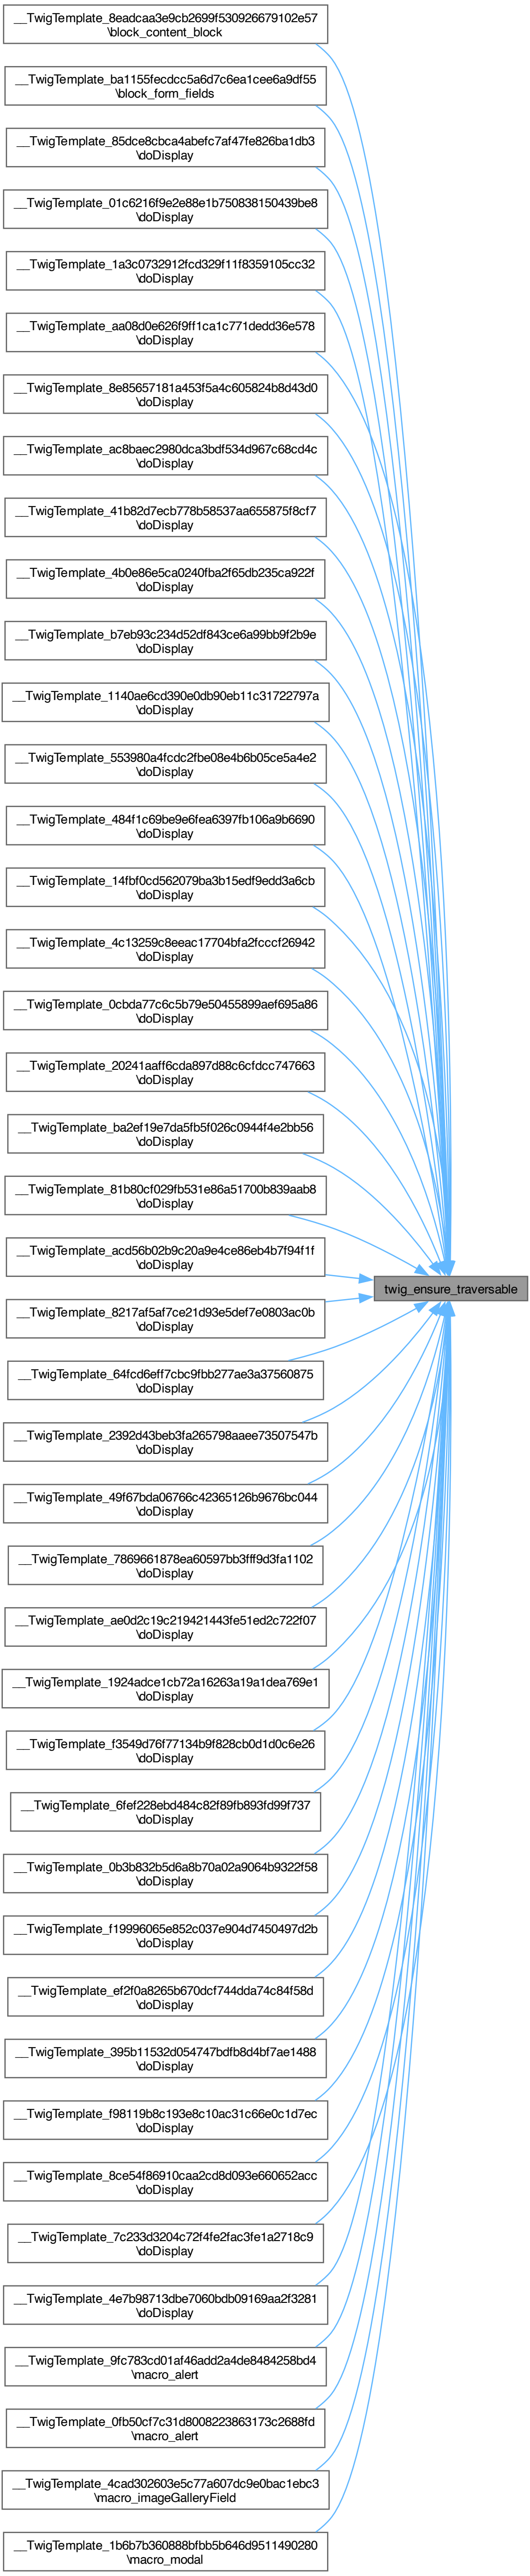 __TwigTemplate_8eadcaa3e9cb2699f530926679102e57
\block_content_block
__TwigTemplate_ba1155fecdcc5a6d7c6ea1cee6a9df55
\block_form_fields
__TwigTemplate_85dce8cbca4abefc7af47fe826ba1db3
\doDisplay
__TwigTemplate_01c6216f9e2e88e1b750838150439be8
\doDisplay
__TwigTemplate_1a3c0732912fcd329f11f8359105cc32
\doDisplay
__TwigTemplate_aa08d0e626f9ff1ca1c771dedd36e578
\doDisplay
__TwigTemplate_8e85657181a453f5a4c605824b8d43d0
\doDisplay
__TwigTemplate_ac8baec2980dca3bdf534d967c68cd4c
\doDisplay
__TwigTemplate_41b82d7ecb778b58537aa655875f8cf7
\doDisplay
__TwigTemplate_4b0e86e5ca0240fba2f65db235ca922f
\doDisplay
__TwigTemplate_b7eb93c234d52df843ce6a99bb9f2b9e
\doDisplay
__TwigTemplate_1140ae6cd390e0db90eb11c31722797a
\doDisplay
__TwigTemplate_553980a4fcdc2fbe08e4b6b05ce5a4e2
\doDisplay
__TwigTemplate_484f1c69be9e6fea6397fb106a9b6690
\doDisplay
__TwigTemplate_14fbf0cd562079ba3b15edf9edd3a6cb
\doDisplay
__TwigTemplate_4c13259c8eeac17704bfa2fcccf26942
\doDisplay
__TwigTemplate_0cbda77c6c5b79e50455899aef695a86
\doDisplay
__TwigTemplate_20241aaff6cda897d88c6cfdcc747663
\doDisplay
__TwigTemplate_ba2ef19e7da5fb5f026c0944f4e2bb56
\doDisplay
__TwigTemplate_81b80cf029fb531e86a51700b839aab8
\doDisplay
__TwigTemplate_acd56b02b9c20a9e4ce86eb4b7f94f1f
\doDisplay
twig_ensure_traversable
__TwigTemplate_8217af5af7ce21d93e5def7e0803ac0b
\doDisplay
__TwigTemplate_64fcd6eff7cbc9fbb277ae3a37560875
\doDisplay
__TwigTemplate_2392d43beb3fa265798aaee73507547b
\doDisplay
__TwigTemplate_49f67bda06766c42365126b9676bc044
\doDisplay
__TwigTemplate_7869661878ea60597bb3fff9d3fa1102
\doDisplay
__TwigTemplate_ae0d2c19c219421443fe51ed2c722f07
\doDisplay
__TwigTemplate_1924adce1cb72a16263a19a1dea769e1
\doDisplay
__TwigTemplate_f3549d76f77134b9f828cb0d1d0c6e26
\doDisplay
__TwigTemplate_6fef228ebd484c82f89fb893fd99f737
\doDisplay
__TwigTemplate_0b3b832b5d6a8b70a02a9064b9322f58
\doDisplay
__TwigTemplate_f19996065e852c037e904d7450497d2b
\doDisplay
__TwigTemplate_ef2f0a8265b670dcf744dda74c84f58d
\doDisplay
__TwigTemplate_395b11532d054747bdfb8d4bf7ae1488
\doDisplay
__TwigTemplate_f98119b8c193e8c10ac31c66e0c1d7ec
\doDisplay
__TwigTemplate_8ce54f86910caa2cd8d093e660652acc
\doDisplay
__TwigTemplate_7c233d3204c72f4fe2fac3fe1a2718c9
\doDisplay
__TwigTemplate_4e7b98713dbe7060bdb09169aa2f3281
\doDisplay
__TwigTemplate_9fc783cd01af46add2a4de8484258bd4
\macro_alert
__TwigTemplate_0fb50cf7c31d8008223863173c2688fd
\macro_alert
__TwigTemplate_4cad302603e5c77a607dc9e0bac1ebc3
\macro_imageGalleryField
__TwigTemplate_1b6b7b360888bfbb5b646d9511490280
\macro_modal